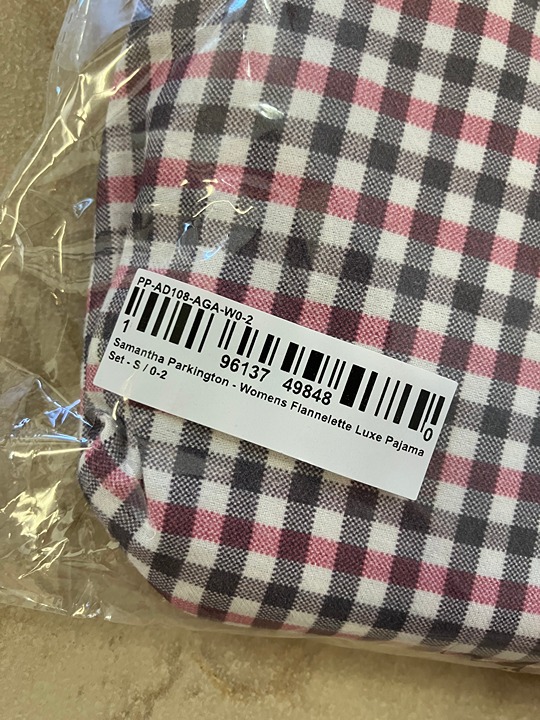 PP-AD108-AGA-W0-2
1 96137 49848 0
Samantha Parkington - Womens Flannelette Luxe Pajama
Set - S / 0-2